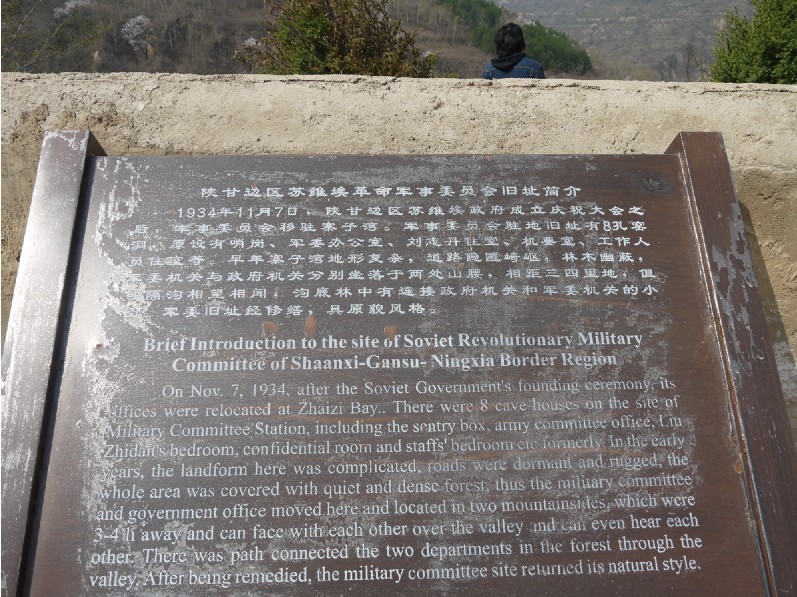 陕甘边区苏维埃革命军事委员会旧址简介
1934年11月7日，陕甘边区苏维埃政府成立庆祝大会之
后，军事委员会移驻寨子湾。军事委员会驻地旧址有8孔窑
洞，原设有哨岗、军委办公室、刘志丹住室、机要室、工作人
员住室等。早年寨子湾地形复杂，道路隐匿崎岖，林木幽蔽，
军委机关与政府机关分别坐落于两处山腰，相距三四里地，但
隔沟相望相闻，沟底林中有连接政府机关和军委机关的小
军委旧址经修缮，具原貌风格。
Brief Introduction to the site of Soviet Revolutionary Military
Committee of Shaanxi-Gansu- Ningxia Border Region
On Nov. 7, 1934, after the Soviet Government's founding ceremony, its
offices were relocated at Zhaizi Bay.. There were 8 cave houses on the site of
Military Committee Station, including the sentry box, army committee office, Liu
Zhidan's bedroom, confidential room and staffs' bedroom etc formerly. In the early
years, the landform here was complicated, roads were dormant and rugged, the
whole area was covered with quiet and dense forest, thus the military committee
and government office moved here and located in two mountainsides, which were
3-4 li away and can face with each other over the valley and can even hear each
other. There was path connected the two departments in the forest through the
valley. After being remedied, the military committee site returned its natural style.